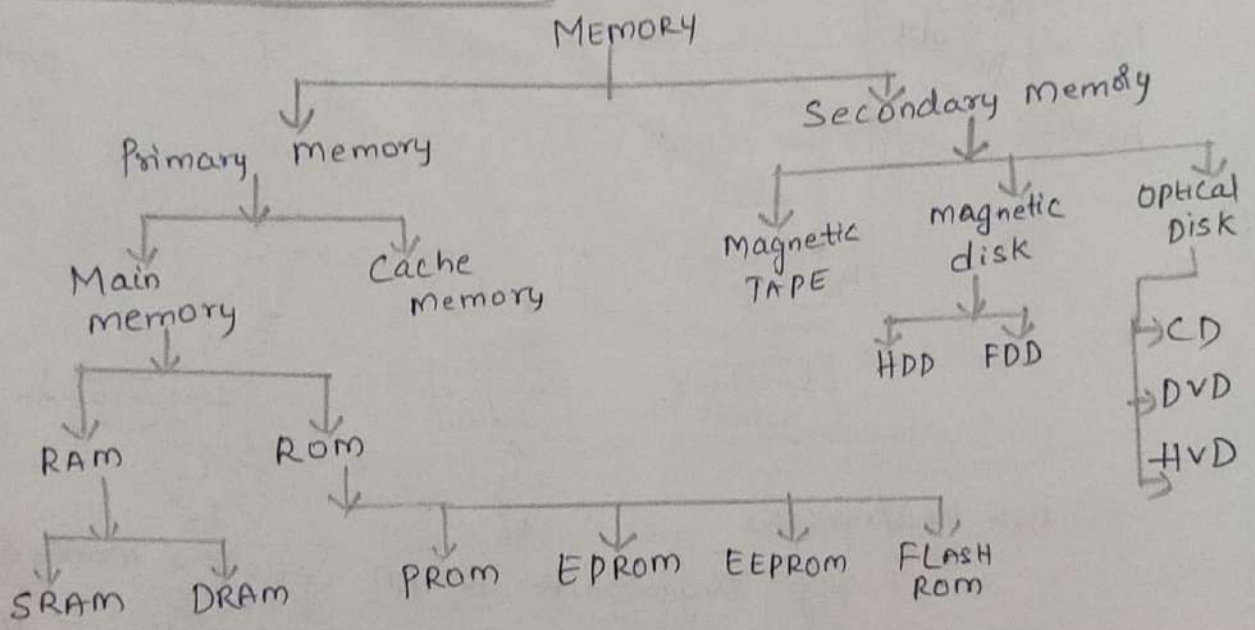 MEMORY
Primary memory
Secondary memory
Main
memory
Cache
memory
Magnetic
TAPE
magnetic
disk
Optical
DISK
HDD
FDD
CD
DVD
HVD
RAM
ROM
SRAM
DRAM
PROM
EPROM
EEPROM
FLASH
ROM